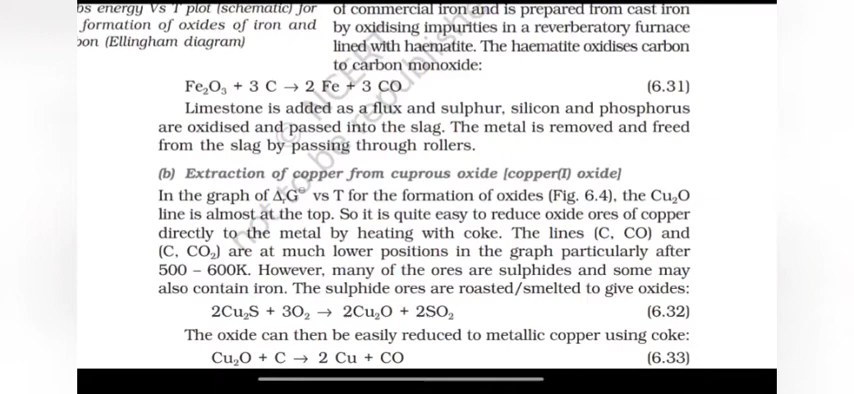 energy Vs T plot (schematic) for
formation of oxides of iron and
(Ellingham diagram)
of commercial iron and is prepared from cast iron
by oxidising impurities in a reverberatory furnace
lined with haematite. The haematite oxidises carbon
to carbon monoxide:
Fe₂O₃ + 3 C → 2 Fe + 3 CO (6.31)
Limestone is added as a flux and sulphur, silicon and phosphorus
are oxidised and passed into the slag. The metal is removed and freed
from the slag by passing through rollers.
(b) Extraction of copper from cuprous oxide [copper(I) oxide]
In the graph of ΔᵣG⊖ vs T for the formation of oxides (Fig. 6.4), the Cu₂O
line is almost at the top. So it is quite easy to reduce oxide ores of copper
directly to the metal by heating with coke. The lines (C, CO) and
(C, CO₂) are at much lower positions in the graph particularly after
500 – 600K. However, many of the ores are sulphides and some may
also contain iron. The sulphide ores are roasted/smelted to give oxides:
2Cu₂S + 3O₂ → 2Cu₂O + 2SO₂ (6.32)
The oxide can then be easily reduced to metallic copper using coke:
Cu₂O + C → 2 Cu + CO (6.33)
© NCERT
not to be republished